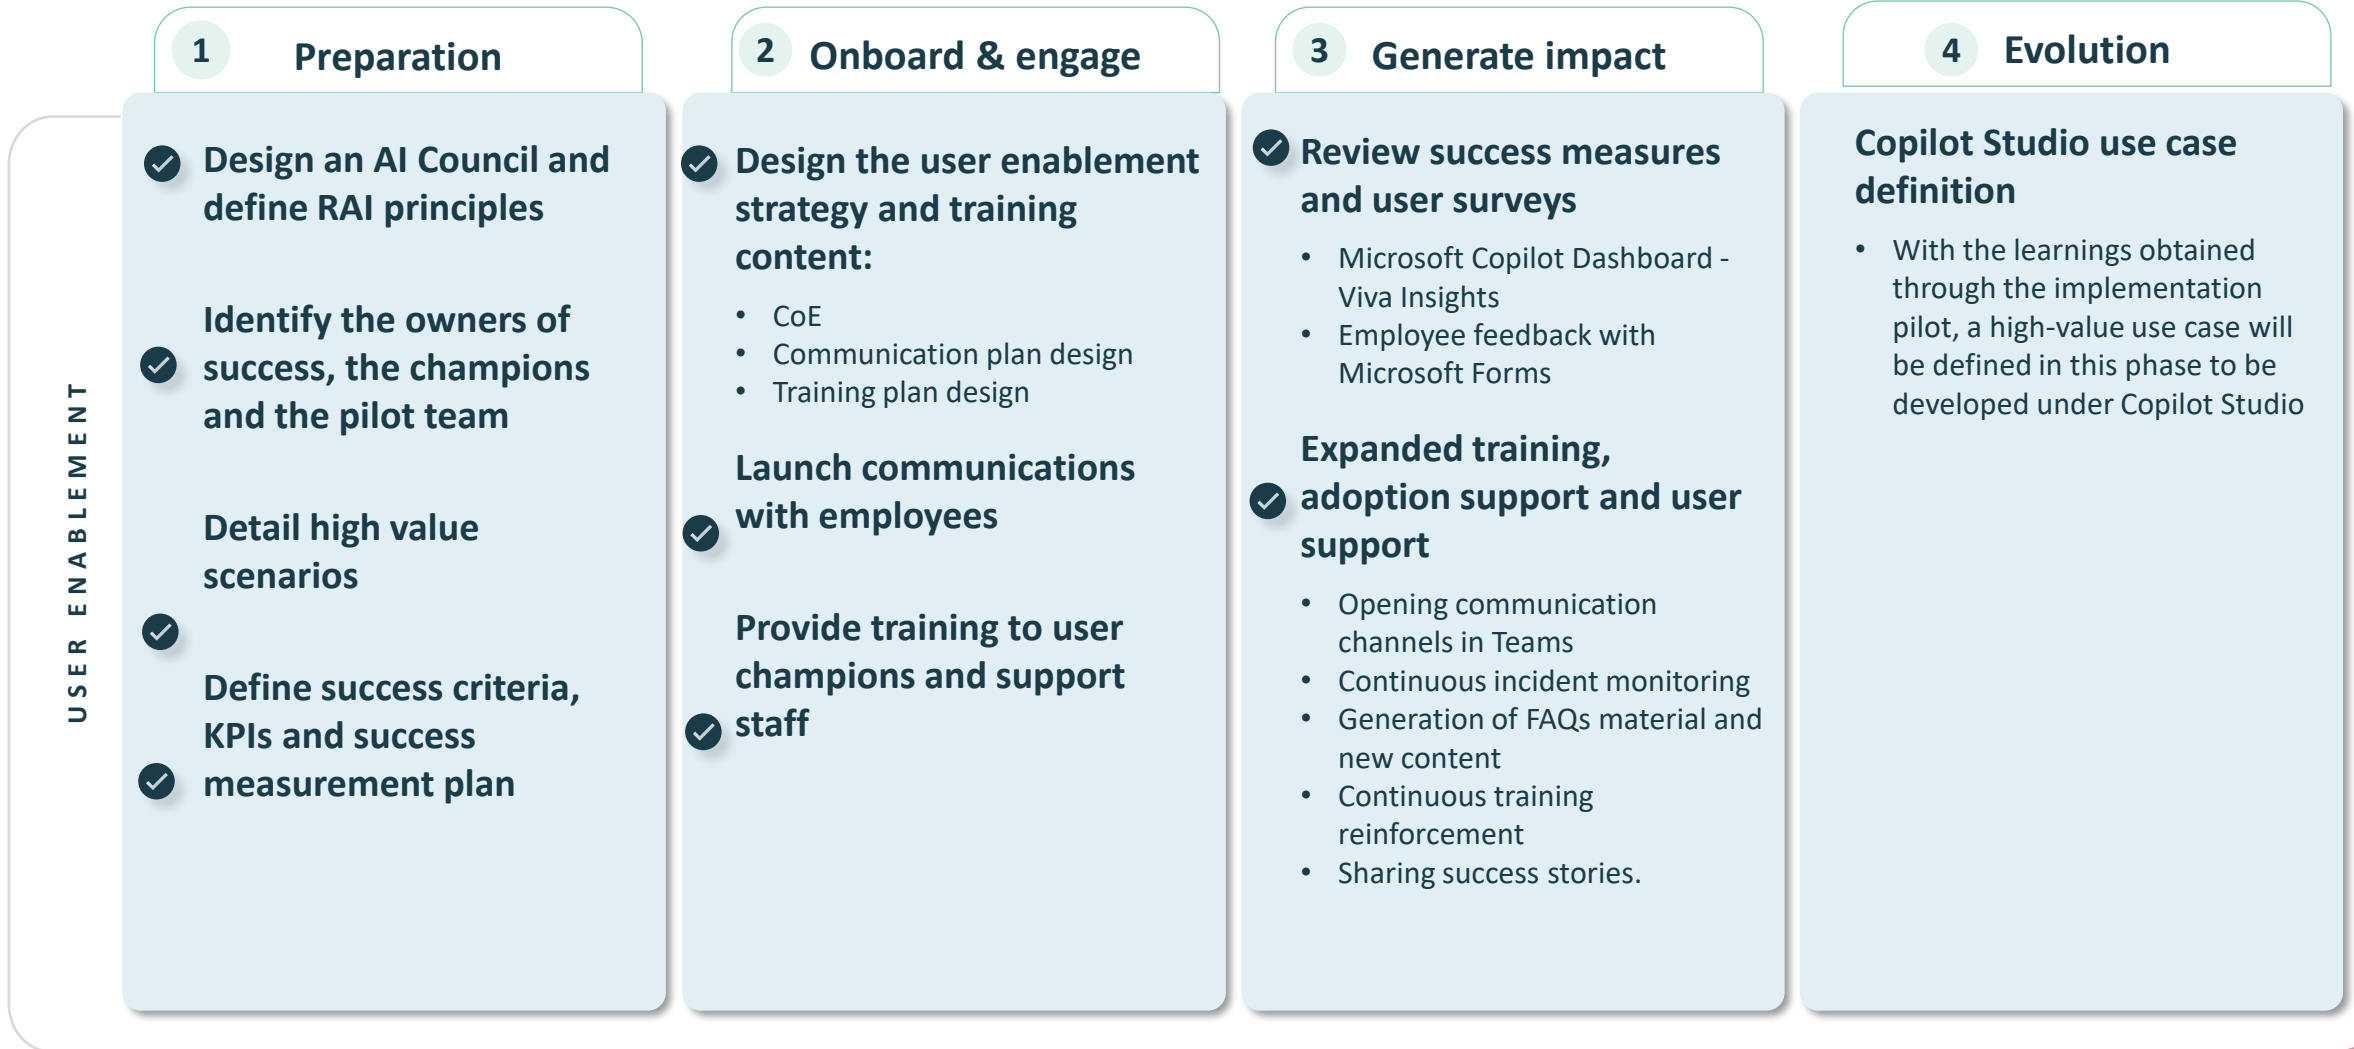 USER ENABLEMENT
1
Preparation
Design an AI Council and
define RAI principles
Identify the owners of
success, the champions
and the pilot team
Detail high value
scenarios
Define success criteria,
KPIs and success
measurement plan
2
Onboard & engage
Design the user enablement
strategy and training
content:
• CoE
• Communication plan design
• Training plan design
Launch communications
with employees
Provide training to user
champions and support
staff
3
Generate impact
Review success measures
and user surveys
• Microsoft Copilot Dashboard -
Viva Insights
• Employee feedback with
Microsoft Forms
Expanded training,
adoption support and user
support
• Opening communication
channels in Teams
• Continuous incident monitoring
• Generation of FAQs material and
new content
• Continuous training
reinforcement
• Sharing success stories.
4
Evolution
Copilot Studio use case
definition
• With the learnings obtained
through the implementation
pilot, a high-value use case will
be defined in this phase to be
developed under Copilot Studio